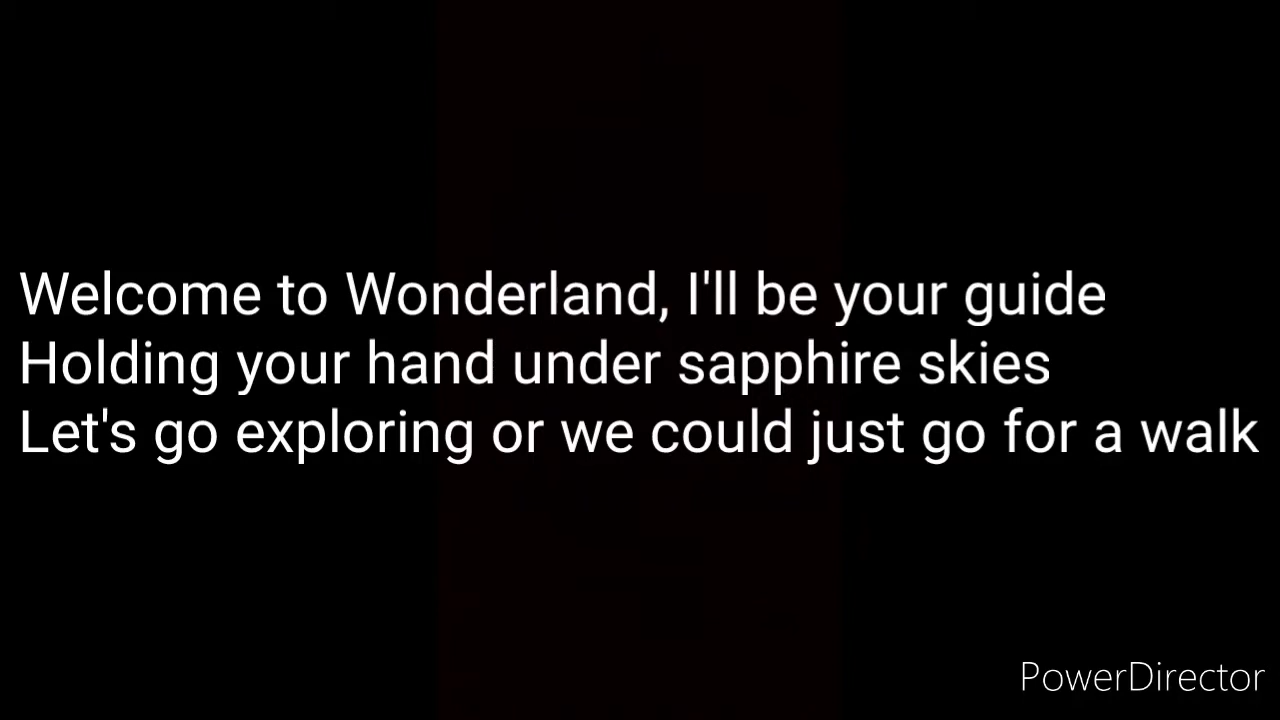 Welcome to Wonderland, I'll be your guide
Holding your hand under sapphire skies
Let's go exploring or we could just go for a walk
PowerDirector